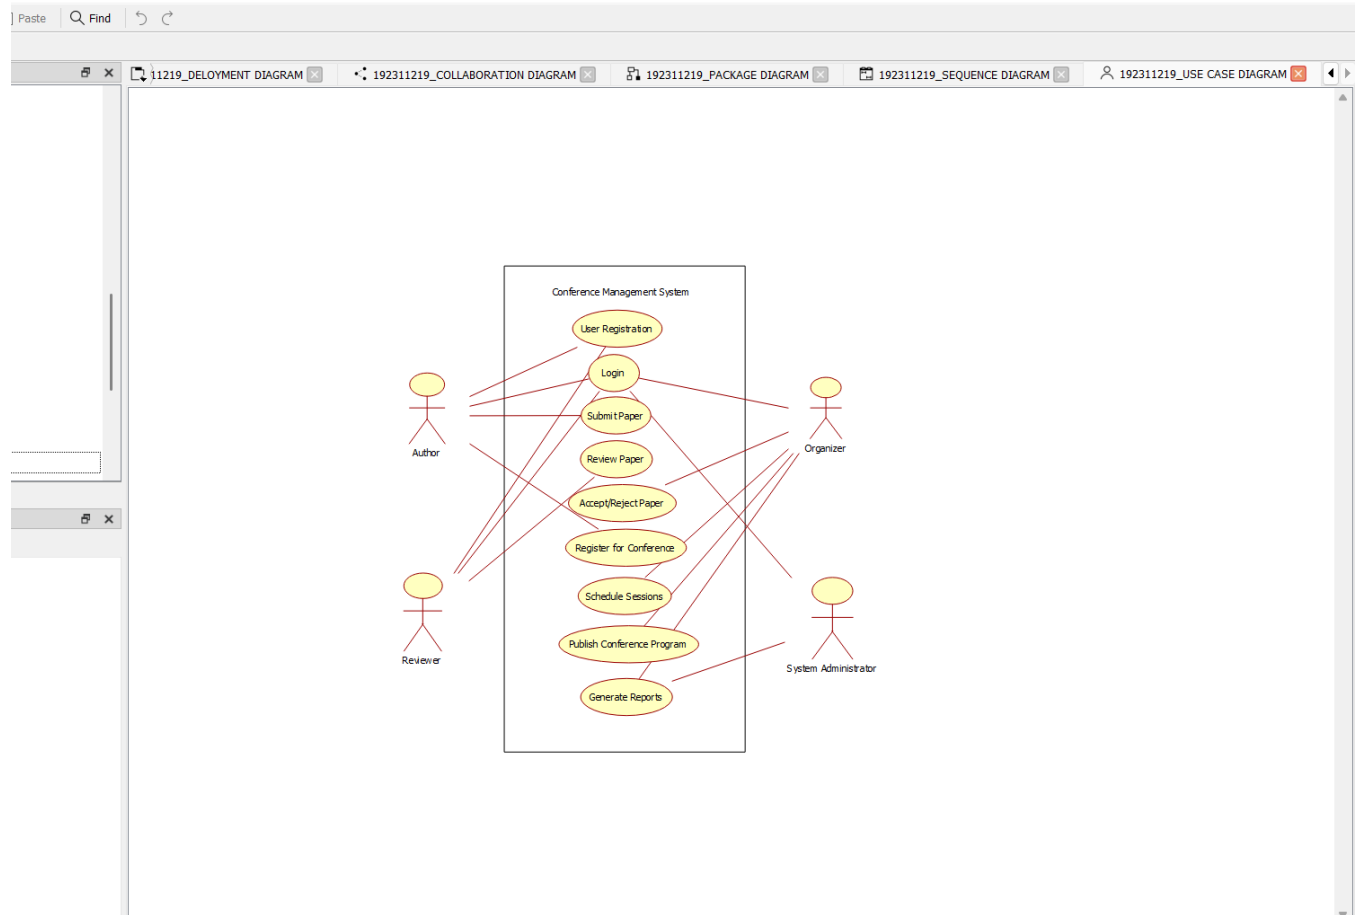 Paste
Find
11219_DELOYMENT DIAGRAM
192311219_COLLABORATION DIAGRAM
192311219_PACKAGE DIAGRAM
192311219_SEQUENCE DIAGRAM
192311219_USE CASE DIAGRAM
Conference Management System
User Registration
Login
Submit Paper
Review Paper
Accept/Reject Paper
Register for Conference
Schedule Sessions
Publish Conference Program
Generate Reports
Author
Organizer
Reviewer
System Administrator